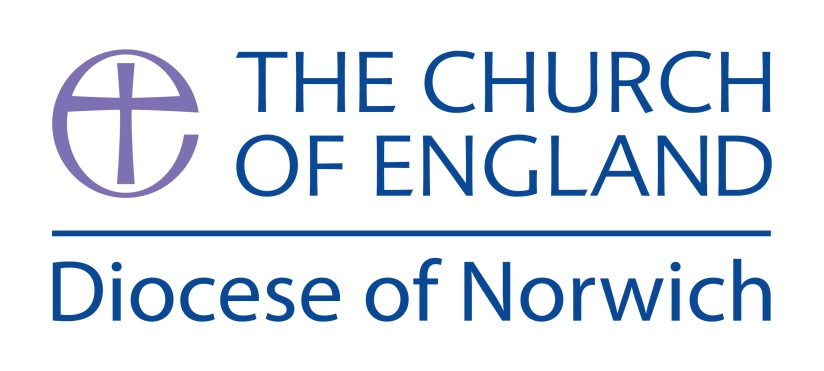 THE CHURCH
OF ENGLAND
Diocese of Norwich